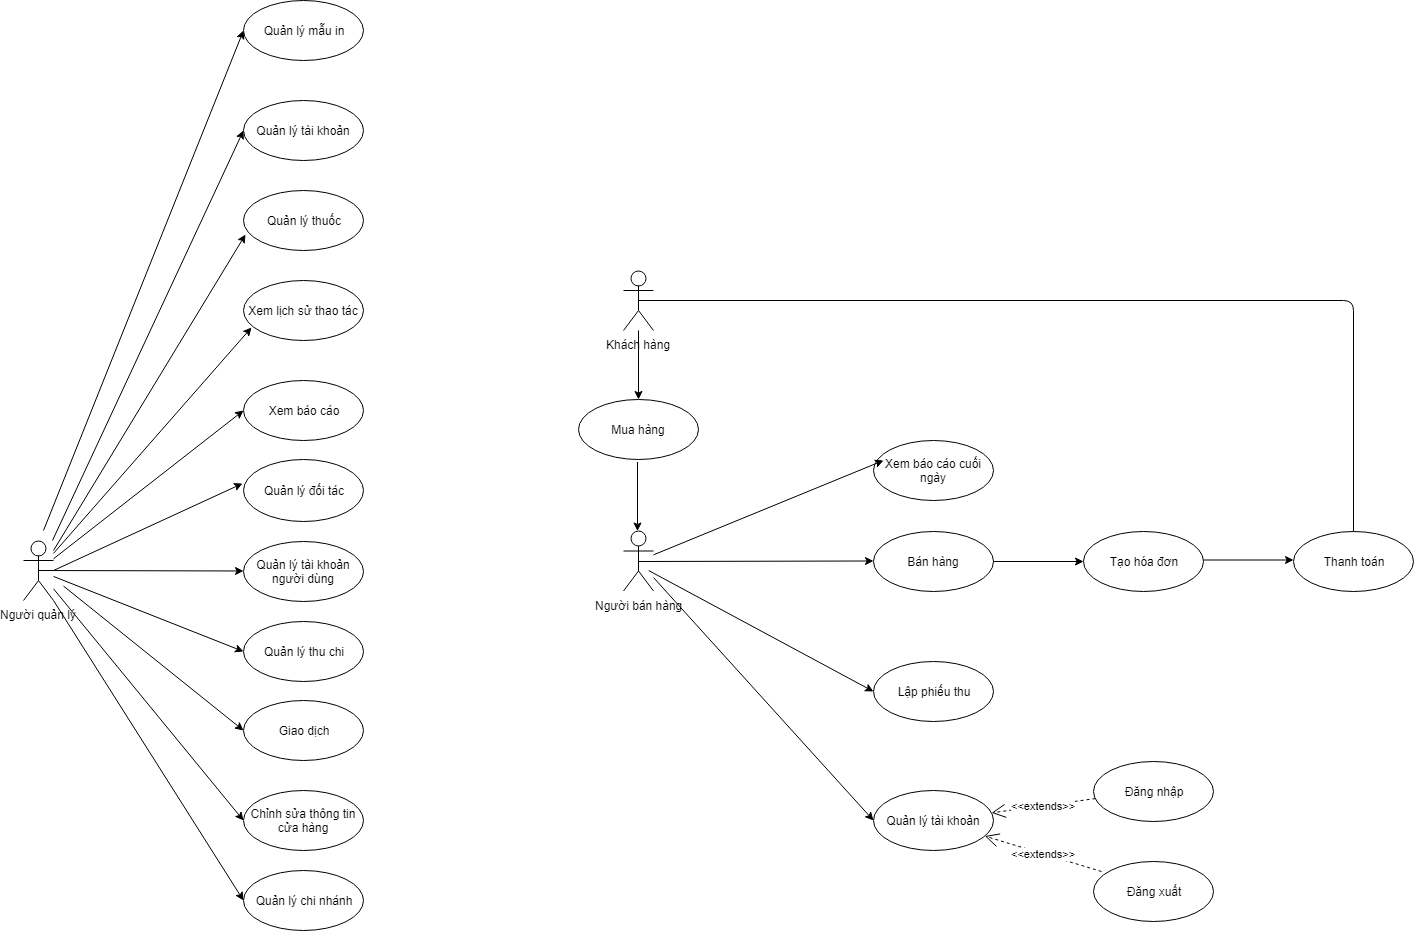 Quản lý mẫu in
Quản lý tài khoản
Quản lý thuốc
Xem lịch sử thao tác
Xem báo cáo
Quản lý đối tác
Quản lý tài khoản
người dùng
Người quản lý
Quản lý thu chi
Giao dịch
Chỉnh sửa thông tin
cửa hàng
Quản lý chi nhánh
Khách hàng
Mua hàng
Xem báo cáo cuối
ngày
Người bán hàng
Bán hàng
Tạo hóa đơn
Thanh toán
Lập phiếu thu
Quản lý tài khoản
<<extends>>
Đăng nhập
<<extends>>
Đăng xuất